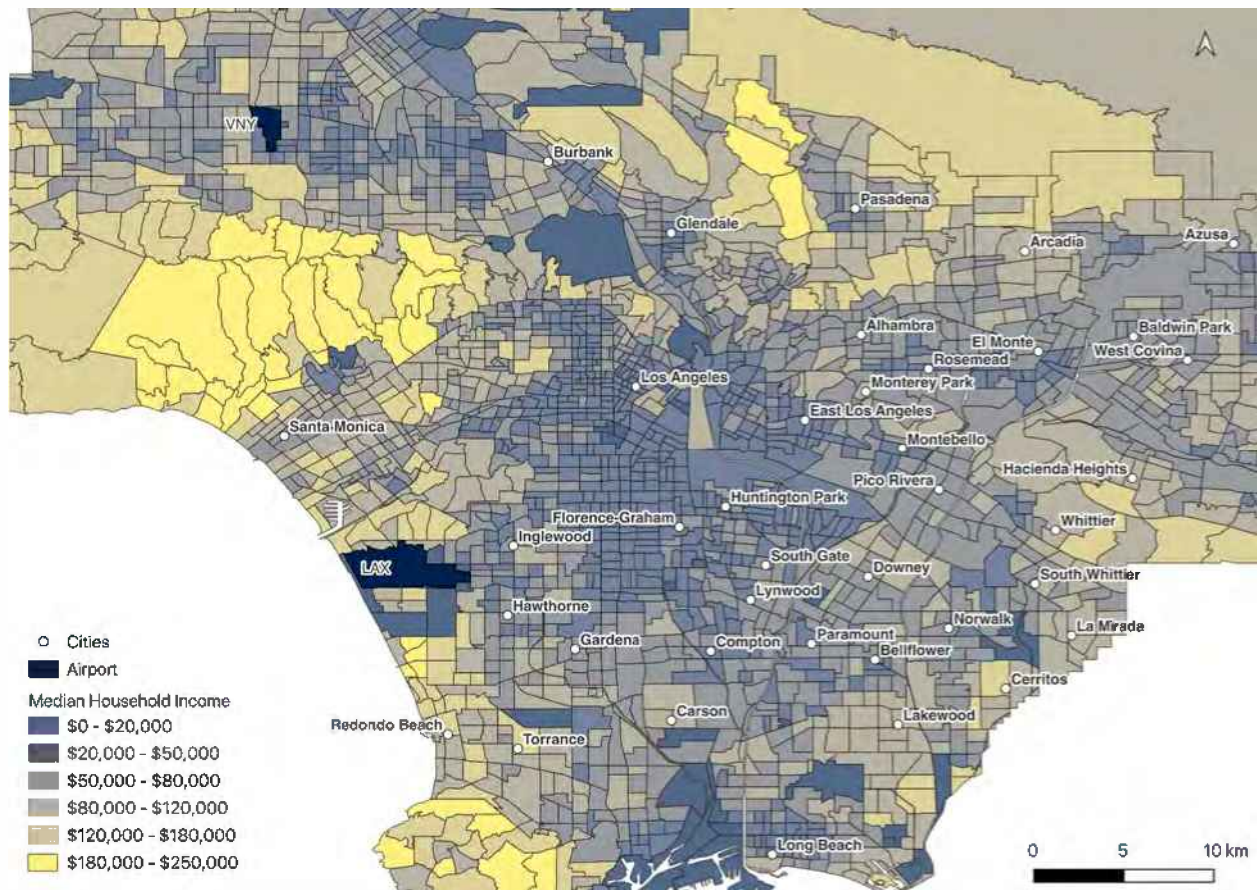 VNY
Burbank
Pasadena
Glendale
Arcadia
Azusa
Alhambra
El Monte
Baldwin Park
Rosemead
West Covina
Los Angeles
Monterey Park
East Los Angeles
Santa Monica
Montebello
Hacienda Heights
Pico Rivera
Huntington Park
Florence-Graham
Whittier
Inglewood
LAX
South Gate
Downey
South Whittier
Lynwood
Hawthorne
Norwalk
La Mirada
Gardena
Compton
Paramount
Bellflower
Cerritos
Carson
Lakewood
Redondo Beach
Torrance
Long Beach
Cities
Airport
Median Household Income
$0 - $20,000
$20,000 - $50,000
$50,000 - $80,000
$80,000 - $120,000
$120,000 - $180,000
$180,000 - $250,000
0 5 10 km